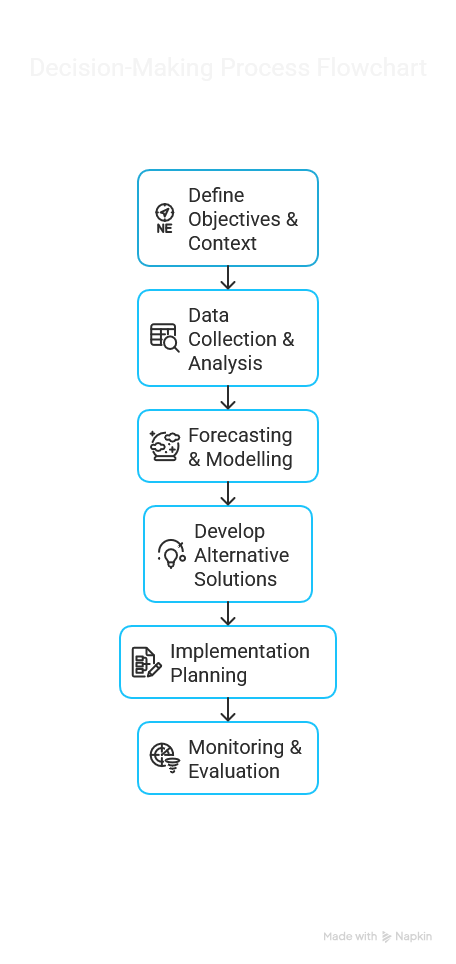 Decision-Making Process Flowchart
Define
Objectives &
Context
NE
Data
Collection &
Analysis
Forecasting
& Modelling
Develop
Alternative
Solutions
Implementation
Planning
Monitoring &
Evaluation
Made with Napkin